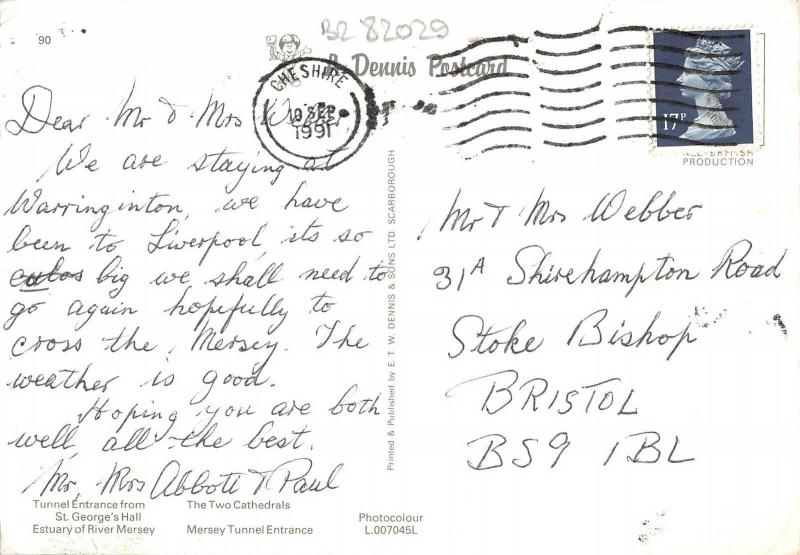 90
BR 82029
A Dennis Postcard
CHESHIRE
10 SEP
1991
17P
PRODUCTION
Dear Mr & Mrs Webber
We are staying at
Warringinton, we have
been to Liverpool, its so
big we shall need to
go again hopefully to
cross the Mersey. The
weather is good.
Hoping you are both
well all the best.
Mr, Mrs Abbott & Paul
Mr & Mrs Webber
31A Shirehampton Road
Stoke Bishop
BRISTOL
BS9 1BL
Printed & Published by E. T. W. DENNIS & SONS LTD. SCARBOROUGH
Tunnel Entrance from The Two Cathedrals
St. George's Hall
Estuary of River Mersey Mersey Tunnel Entrance
Photocolour
L.007045L